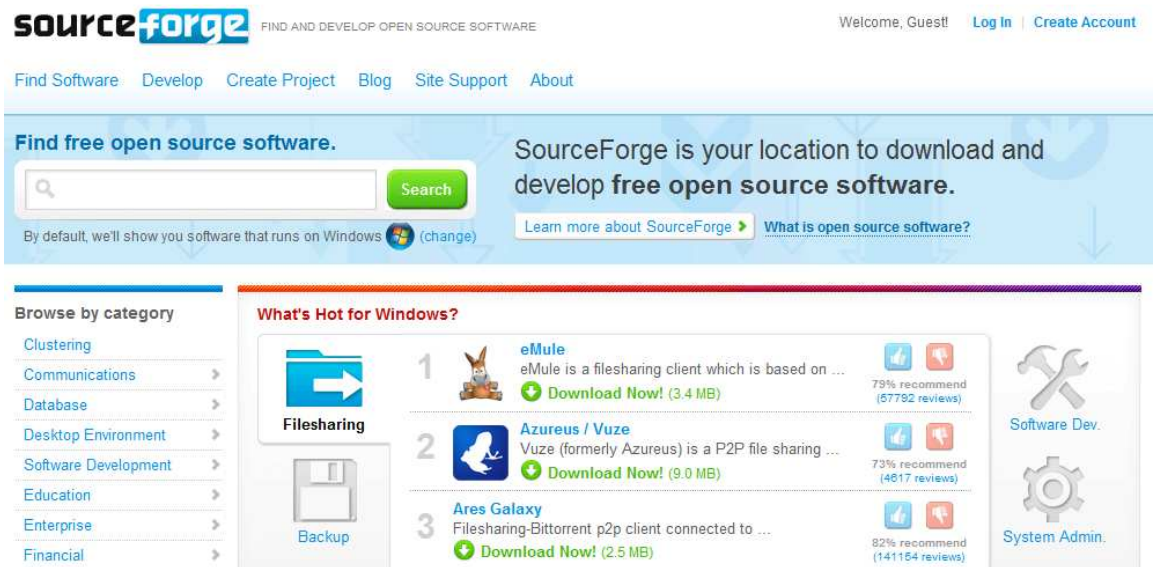 sourceforge FIND AND DEVELOP OPEN SOURCE SOFTWARE
Welcome, Guest! Log In | Create Account
Find Software Develop Create Project Blog Site Support About
Find free open source software.
Search
By default, we'll show you software that runs on Windows (change)
SourceForge is your location to download and
develop free open source software.
Learn more about SourceForge What is open source software?
Browse by category
Clustering
Communications
Database
Desktop Environment
Software Development
Education
Enterprise
Financial
What's Hot for Windows?
Filesharing
Backup
1
eMule
eMule is a filesharing client which is based on ...
Download Now! (3.4 MB)
79% recommend
(57792 reviews)
2
Azureus / Vuze
Vuze (formerly Azureus) is a P2P file sharing ...
Download Now! (9.0 MB)
73% recommend
(4617 reviews)
3
Ares Galaxy
Filesharing-Bittorrent p2p client connected to ...
Download Now! (2.5 MB)
82% recommend
(141154 reviews)
Software Dev.
System Admin.